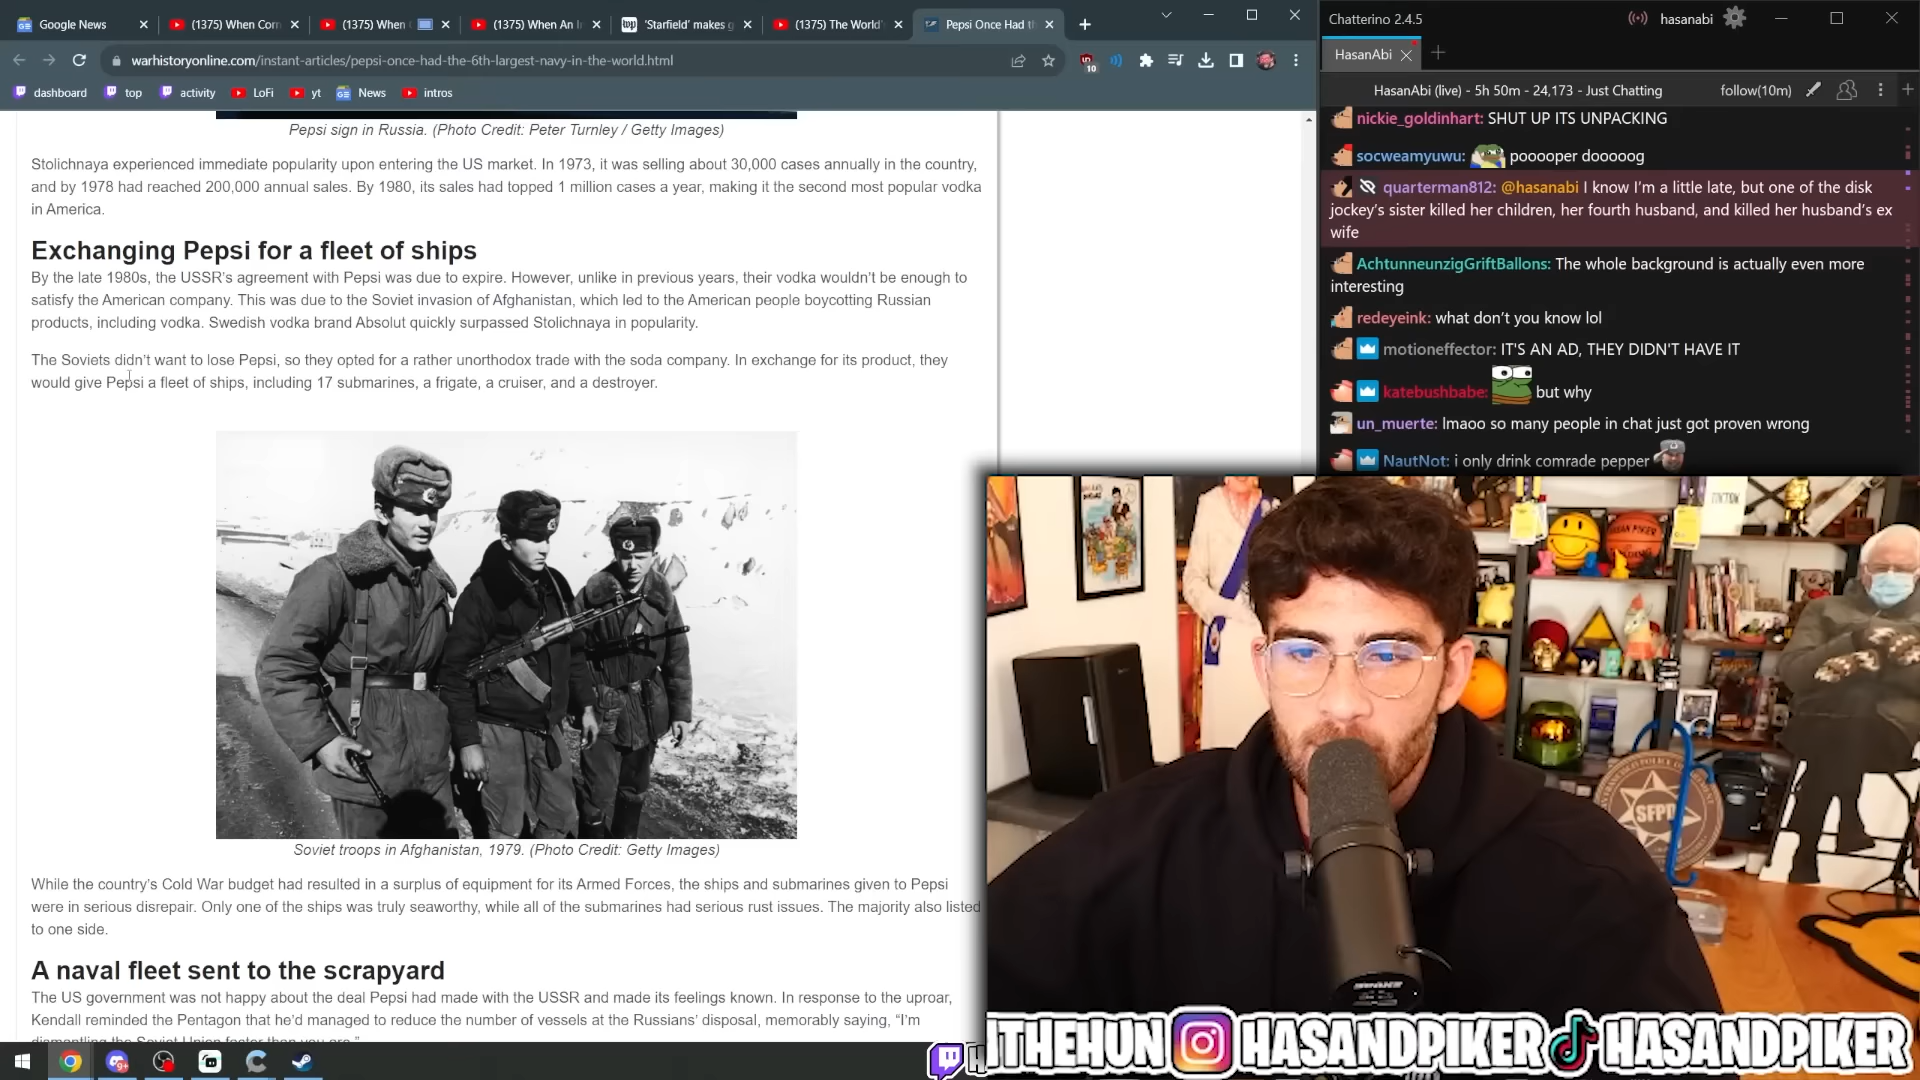 Google News
(1375) When Corr
(1375) When
(1375) When An I
'Starfield' makes g
(1375) The World'
Pepsi Once Had t
warhistoryonline.com/instant-articles/pepsi-once-had-the-6th-largest-navy-in-the-world.html
10
dashboard
top
activity
LoFi
yt
News
intros
Pepsi sign in Russia. (Photo Credit: Peter Turnley / Getty Images)
Stolichnaya experienced immediate popularity upon entering the US market. In 1973, it was selling about 30,000 cases annually in the country,
and by 1978 had reached 200,000 annual sales. By 1980, its sales had topped 1 million cases a year, making it the second most popular vodka
in America.
Exchanging Pepsi for a fleet of ships
By the late 1980s, the USSR's agreement with Pepsi was due to expire. However, unlike in previous years, their vodka wouldn't be enough to
satisfy the American company. This was due to the Soviet invasion of Afghanistan, which led to the American people boycotting Russian
products, including vodka. Swedish vodka brand Absolut quickly surpassed Stolichnaya in popularity.
The Soviets didn't want to lose Pepsi, so they opted for a rather unorthodox trade with the soda company. In exchange for its product, they
would give Pepsi a fleet of ships, including 17 submarines, a frigate, a cruiser, and a destroyer.
Soviet troops in Afghanistan, 1979. (Photo Credit: Getty Images)
While the country's Cold War budget had resulted in a surplus of equipment for its Armed Forces, the ships and submarines given to Pepsi
were in serious disrepair. Only one of the ships was truly seaworthy, while all of the submarines had serious rust issues. The majority also listed
to one side.
A naval fleet sent to the scrapyard
The US government was not happy about the deal Pepsi had made with the USSR and made its feelings known. In response to the uproar,
Kendall reminded the Pentagon that he'd managed to reduce the number of vessels at the Russians' disposal, memorably saying, "I'm
dismantling the Soviet Union faster than you are."
Chatterino 2.4.5
hasanabi
HasanAbi
HasanAbi (live) - 5h 50m - 24,173 - Just Chatting
follow(10m)
nickie_goldinhart: SHUT UP ITS UNPACKING
socweamyuwu: pooooper dooooog
quarterman812: @hasanabi I know I'm a little late, but one of the disk
jockey's sister killed her children, her fourth husband, and killed her husband's ex
wife
AchtunneunzigGriftBallons: The whole background is actually even more
interesting
redeyeink: what don't you know lol
motioneffector: IT'S AN AD, THEY DIDN'T HAVE IT
katebushbabe: but why
un_muerte: lmaoo so many people in chat just got proven wrong
NautNot: i only drink comrade pepper
HASAN PIKER
SFPD
JTHEHUN HASANDPIKER HASANDPIKER